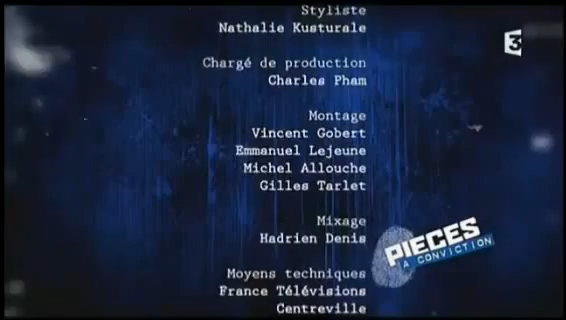 Styliste
Nathalie Kusturale
Chargé de production
Charles Pham
Montage
Vincent Gobert
Emmanuel Lejeune
Michel Allouche
Gilles Tarlet
Mixage
Hadrien Denis
Moyens techniques
France Télévisions
Centreville
3
PIECES
À CONVICTION